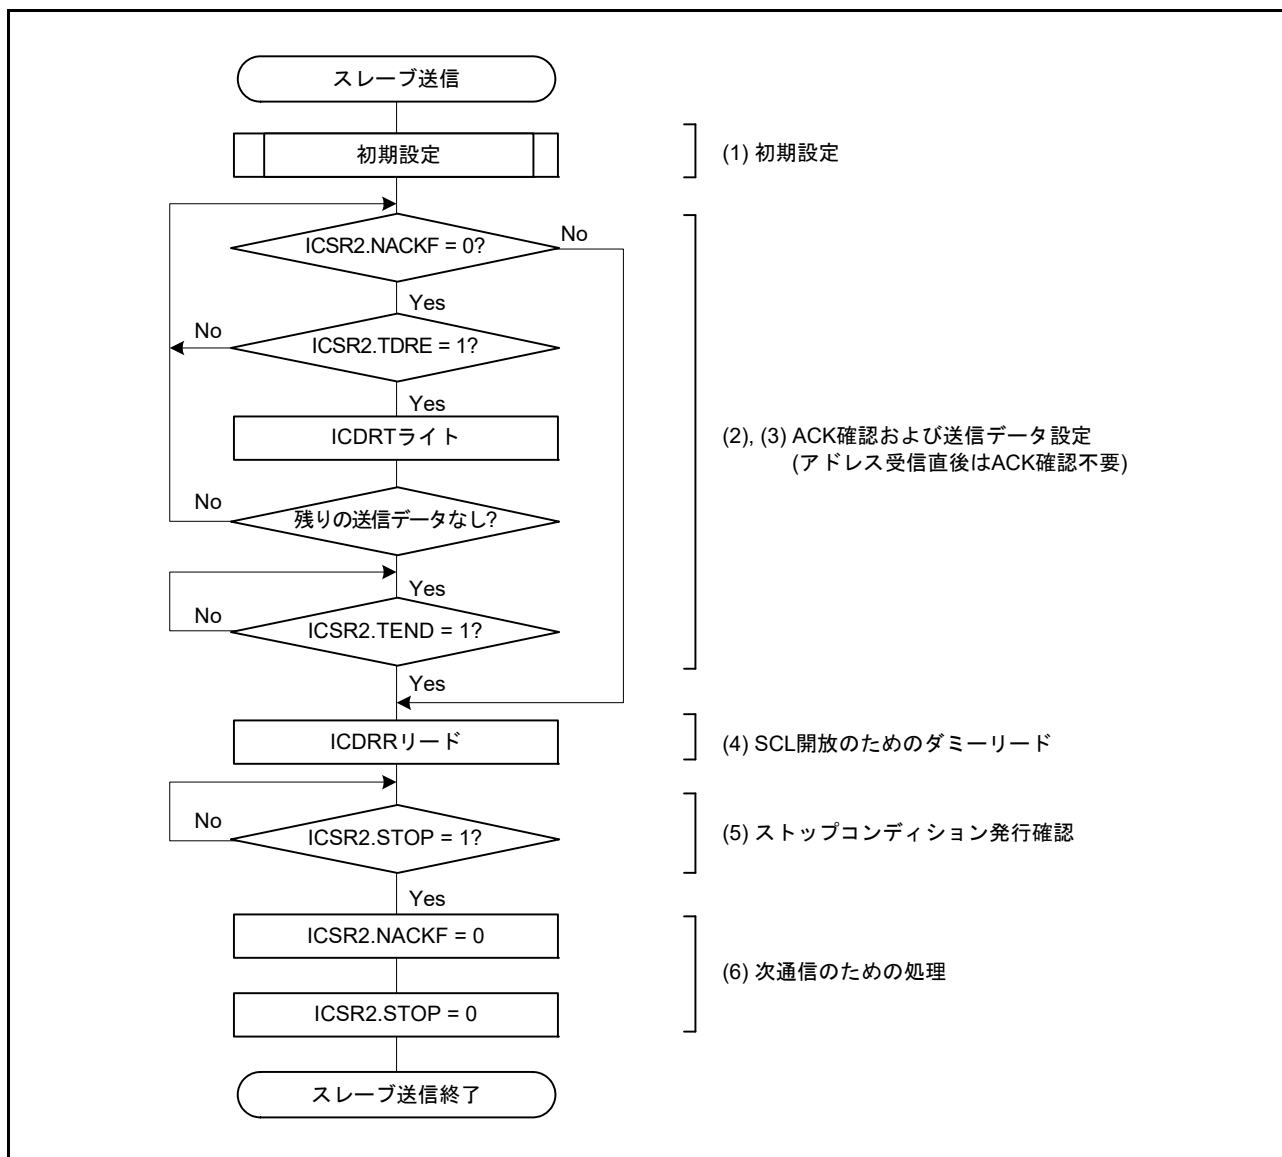 スレーブ送信
初期設定
(1) 初期設定
ICSR2.NACKF = 0?
No
Yes
No
ICSR2.TDRE = 1?
Yes
ICDRTライト
(2), (3) ACK確認および送信データ設定
(アドレス受信直後はACK確認不要)
No
残りの送信データなし?
Yes
No
ICSR2.TEND = 1?
Yes
ICDRRリード
(4) SCL開放のためのダミーリード
No
ICSR2.STOP = 1?
(5) ストップコンディション発行確認
Yes
ICSR2.NACKF = 0
(6) 次通信のための処理
ICSR2.STOP = 0
スレーブ送信終了